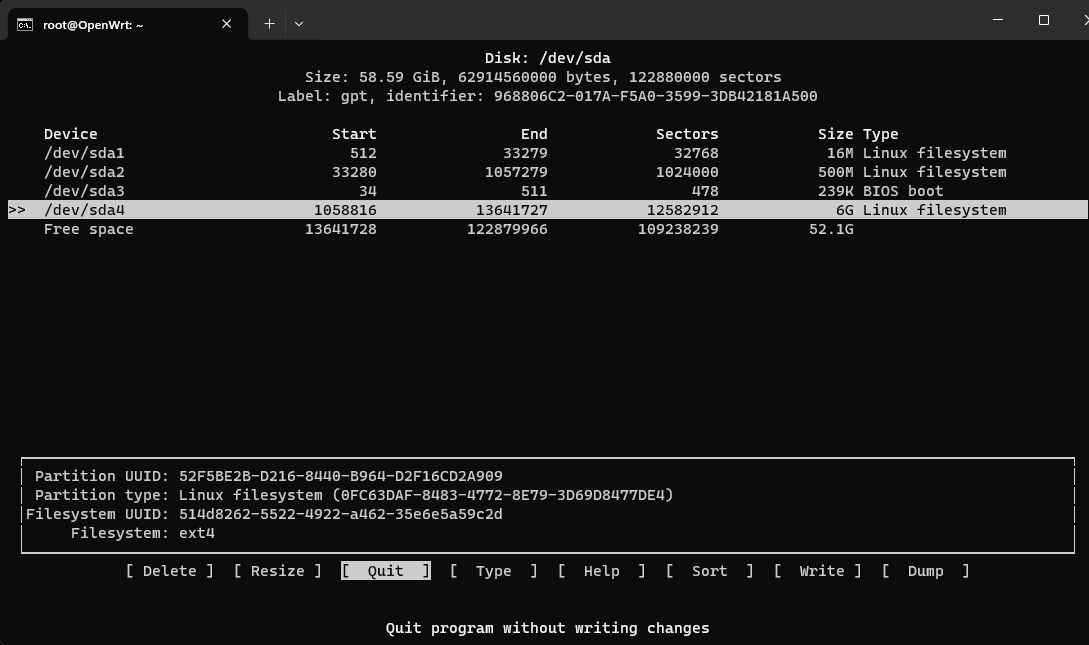 root@OpenWrt: ~
Disk: /dev/sda
Size: 58.59 GiB, 62914560000 bytes, 122880000 sectors
Label: gpt, identifier: 968806C2-017A-F5A0-3599-3DB42181A500
Device Start End Sectors Size Type
/dev/sda1 512 33279 32768 16M Linux filesystem
/dev/sda2 33280 1057279 1024000 500M Linux filesystem
/dev/sda3 34 511 478 239K BIOS boot
>> /dev/sda4 1058816 13641727 12582912 6G Linux filesystem
Free space 13641728 122879966 109238239 52.1G
Partition UUID: 52F5BE2B-D216-8440-B964-D2F16CD2A909
Partition type: Linux filesystem (0FC63DAF-8483-4772-8E79-3D69D8477DE4)
Filesystem UUID: 514d8262-5522-4922-a462-35e6e5a59c2d
Filesystem: ext4
[ Delete ] [ Resize ] [ Quit ] [ Type ] [ Help ] [ Sort ] [ Write ] [ Dump ]
Quit program without writing changes